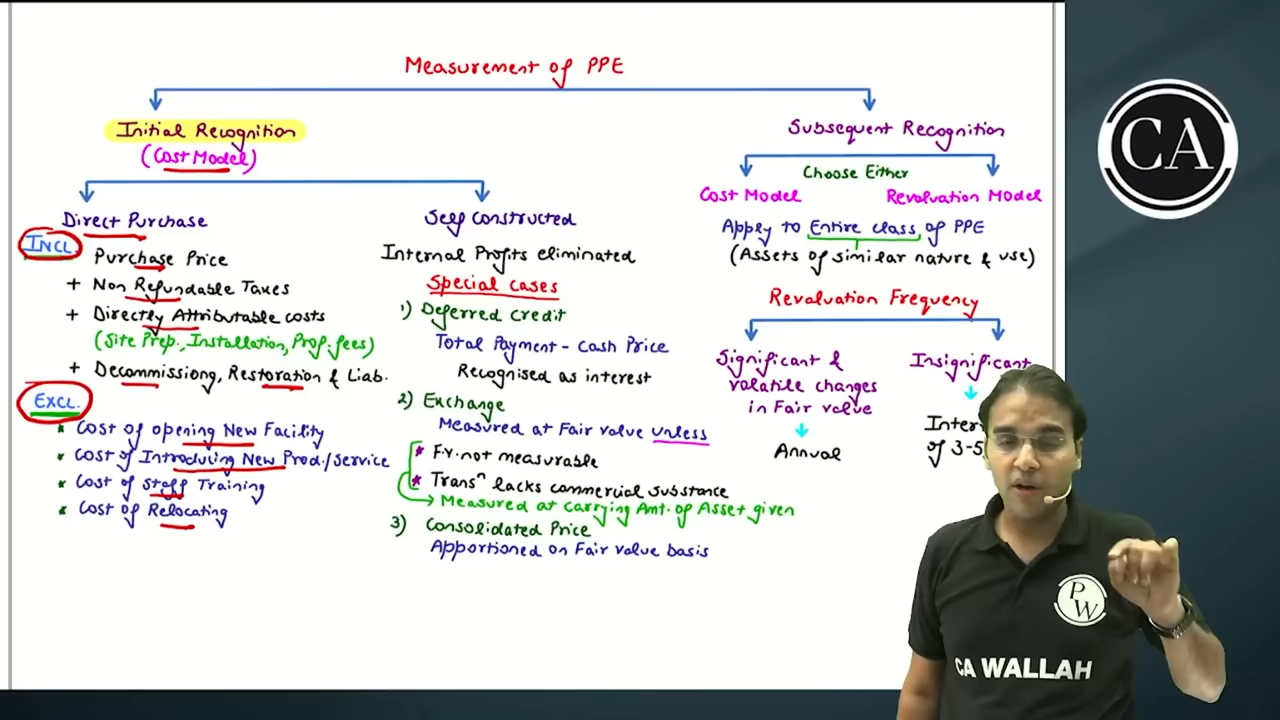 Measurement of PPE
Initial Recognition
(Cost Model)
Direct Purchase
INCL.
Purchase Price
+ Non Refundable Taxes
+ Directly Attributable costs
(Site Prep., Installation, Prof. fees)
+ Decommissiong, Restoration & Liab.
EXCL.
* Cost of opening New Facility
* Cost of Introducing New Prod./Service
* Cost of Staff Training
* Cost of Relocating
Self Constructed
Internal Profits eliminated
Special cases
1) Deferred credit
Total Payment - Cash Price
Recognised as interest
2) Exchange
Measured at Fair value unless
* F.v. not measurable
* Transⁿ lacks commercial substance
Measured at carrying Amt. of Asset given
3) Consolidated Price
Apportioned on Fair value basis
Subsequent Recognition
Choose Either
Cost Model
Revaluation Model
Apply to Entire class of PPE
(Assets of similar nature & use)
Revaluation Frequency
Significant &
volatile changes
in Fair value
Annual
Insignificant
Inter
of 3-5
CA
PW
CA WALLAH